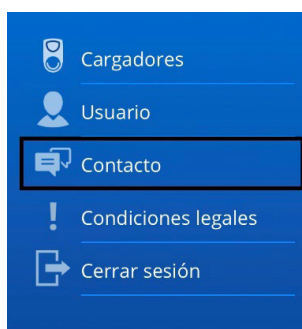 Cargadores
Usuario
Contacto
Condiciones legales
Cerrar sesión